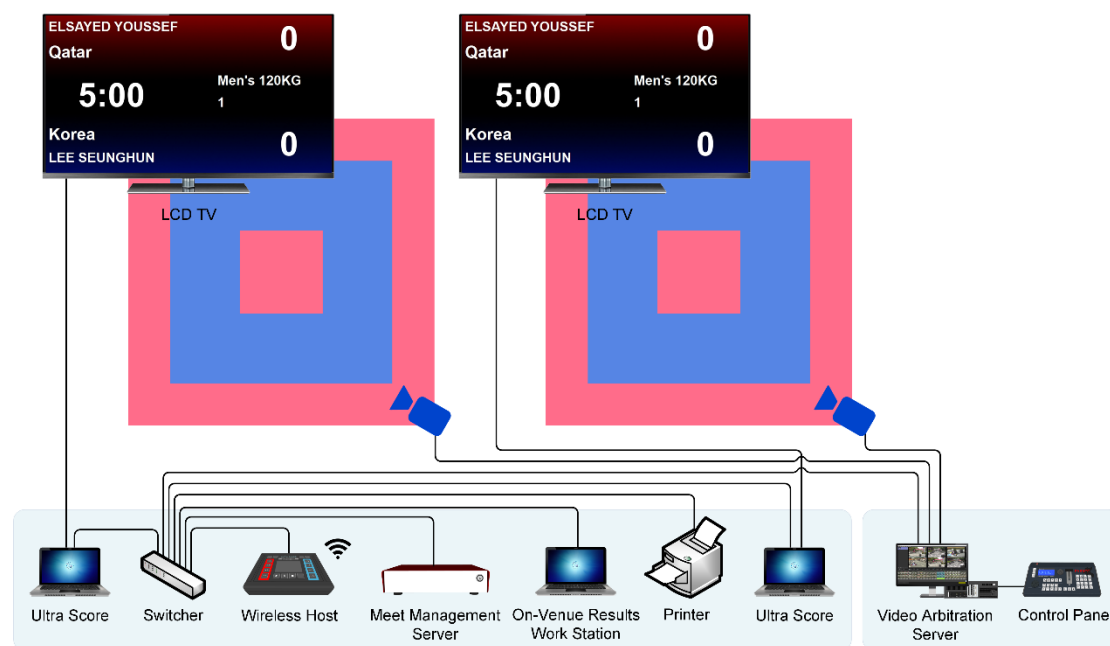 ELSAYED YOUSSEF
0
Qatar
5:00
Men's 120KG
1
Korea
0
LEE SEUNGHUN
LCD TV
ELSAYED YOUSSEF
0
Qatar
5:00
Men's 120KG
1
Korea
0
LEE SEUNGHUN
LCD TV
Ultra Score
Switcher
Wireless Host
Meet Management
Server
On-Venue Results
Work Station
Printer
Ultra Score
Video Arbitration
Server
Control Pane